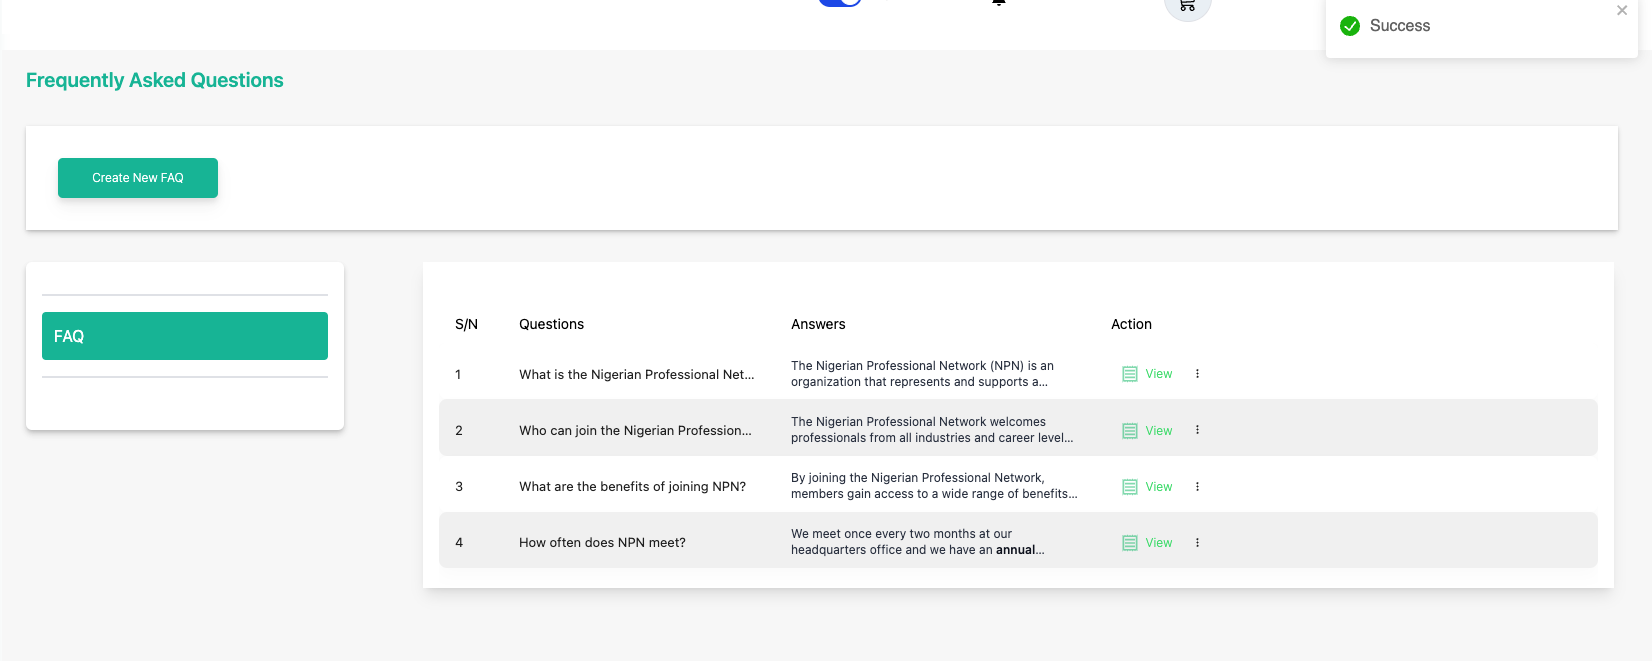 Success
Frequently Asked Questions
Create New FAQ
FAQ
S/N Questions Answers Action
1 What is the Nigerian Professional Net... The Nigerian Professional Network (NPN) is an View
organization that represents and supports a...
2 Who can join the Nigerian Profession... The Nigerian Professional Network welcomes View
professionals from all industries and career level...
3 What are the benefits of joining NPN? By joining the Nigerian Professional Network, View
members gain access to a wide range of benefits...
4 How often does NPN meet? We meet once every two months at our View
headquarters office and we have an annual...